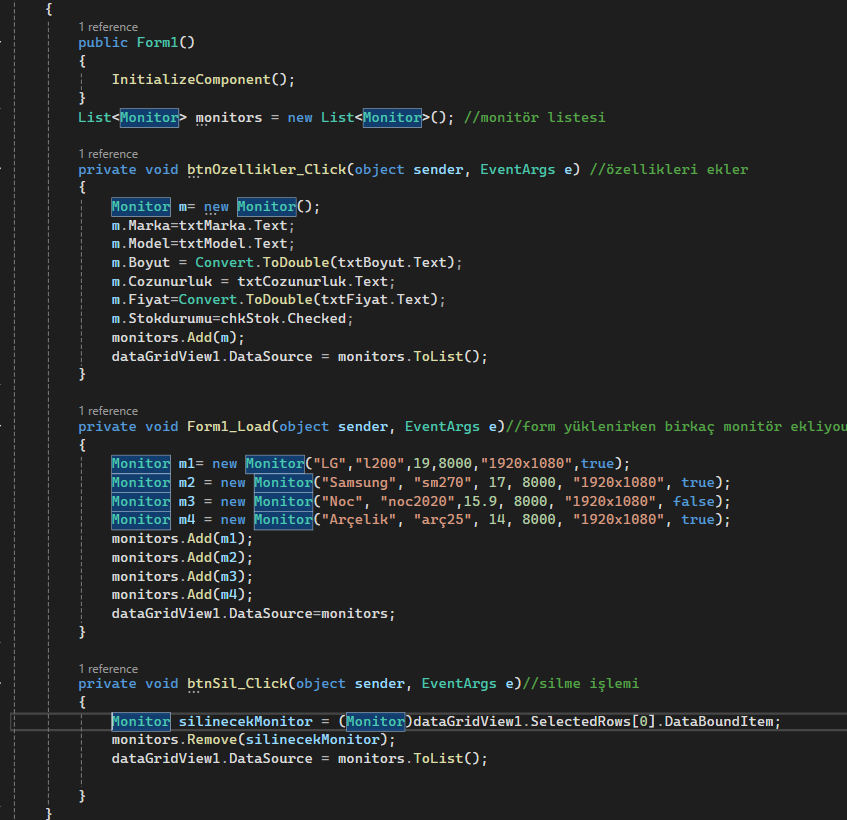 {
1 reference
public Form1()
{
InitializeComponent();
}
List<Monitor> monitors = new List<Monitor>(); //monitör listesi
1 reference
private void btnOzellikler_Click(object sender, EventArgs e) //özellikleri ekler
{
Monitor m= new Monitor();
m.Marka=txtMarka.Text;
m.Model=txtModel.Text;
m.Boyut = Convert.ToDouble(txtBoyut.Text);
m.Cozunurluk = txtCozunurluk.Text;
m.Fiyat=Convert.ToDouble(txtFiyat.Text);
m.Stokdurumu=chkStok.Checked;
monitors.Add(m);
dataGridView1.DataSource = monitors.ToList();
}
1 reference
private void Form1_Load(object sender, EventArgs e)//form yüklenirken birkaç monitör ekliyou
{
Monitor m1= new Monitor("LG","l200",19,8000,"1920x1080",true);
Monitor m2 = new Monitor("Samsung", "sm270", 17, 8000, "1920x1080", true);
Monitor m3 = new Monitor("Noc", "noc2020",15.9, 8000, "1920x1080", false);
Monitor m4 = new Monitor("Arçelik", "arç25", 14, 8000, "1920x1080", true);
monitors.Add(m1);
monitors.Add(m2);
monitors.Add(m3);
monitors.Add(m4);
dataGridView1.DataSource=monitors;
}
1 reference
private void btnSil_Click(object sender, EventArgs e)//silme işlemi
{
Monitor silinecekMonitor = (Monitor)dataGridView1.SelectedRows[0].DataBoundItem;
monitors.Remove(silinecekMonitor);
dataGridView1.DataSource = monitors.ToList();
}
}